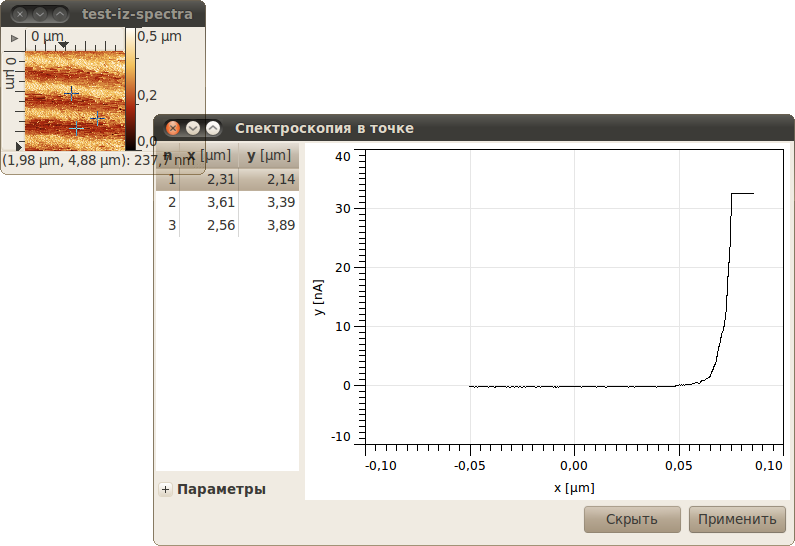 test-iz-spectra
0 µm
0 µm
0,5 µm
0,2
0,0
(1,98 µm, 4,88 µm): 237,7 nm
Спектроскопия в точке
n x [µm] y [µm]
1 2,31 2,14
2 3,61 3,39
3 2,56 3,89
Параметры
40
30
20
10
0
-10
y [nA]
-0,10 -0,05 0,00 0,05 0,10
x [µm]
Скрыть Применить